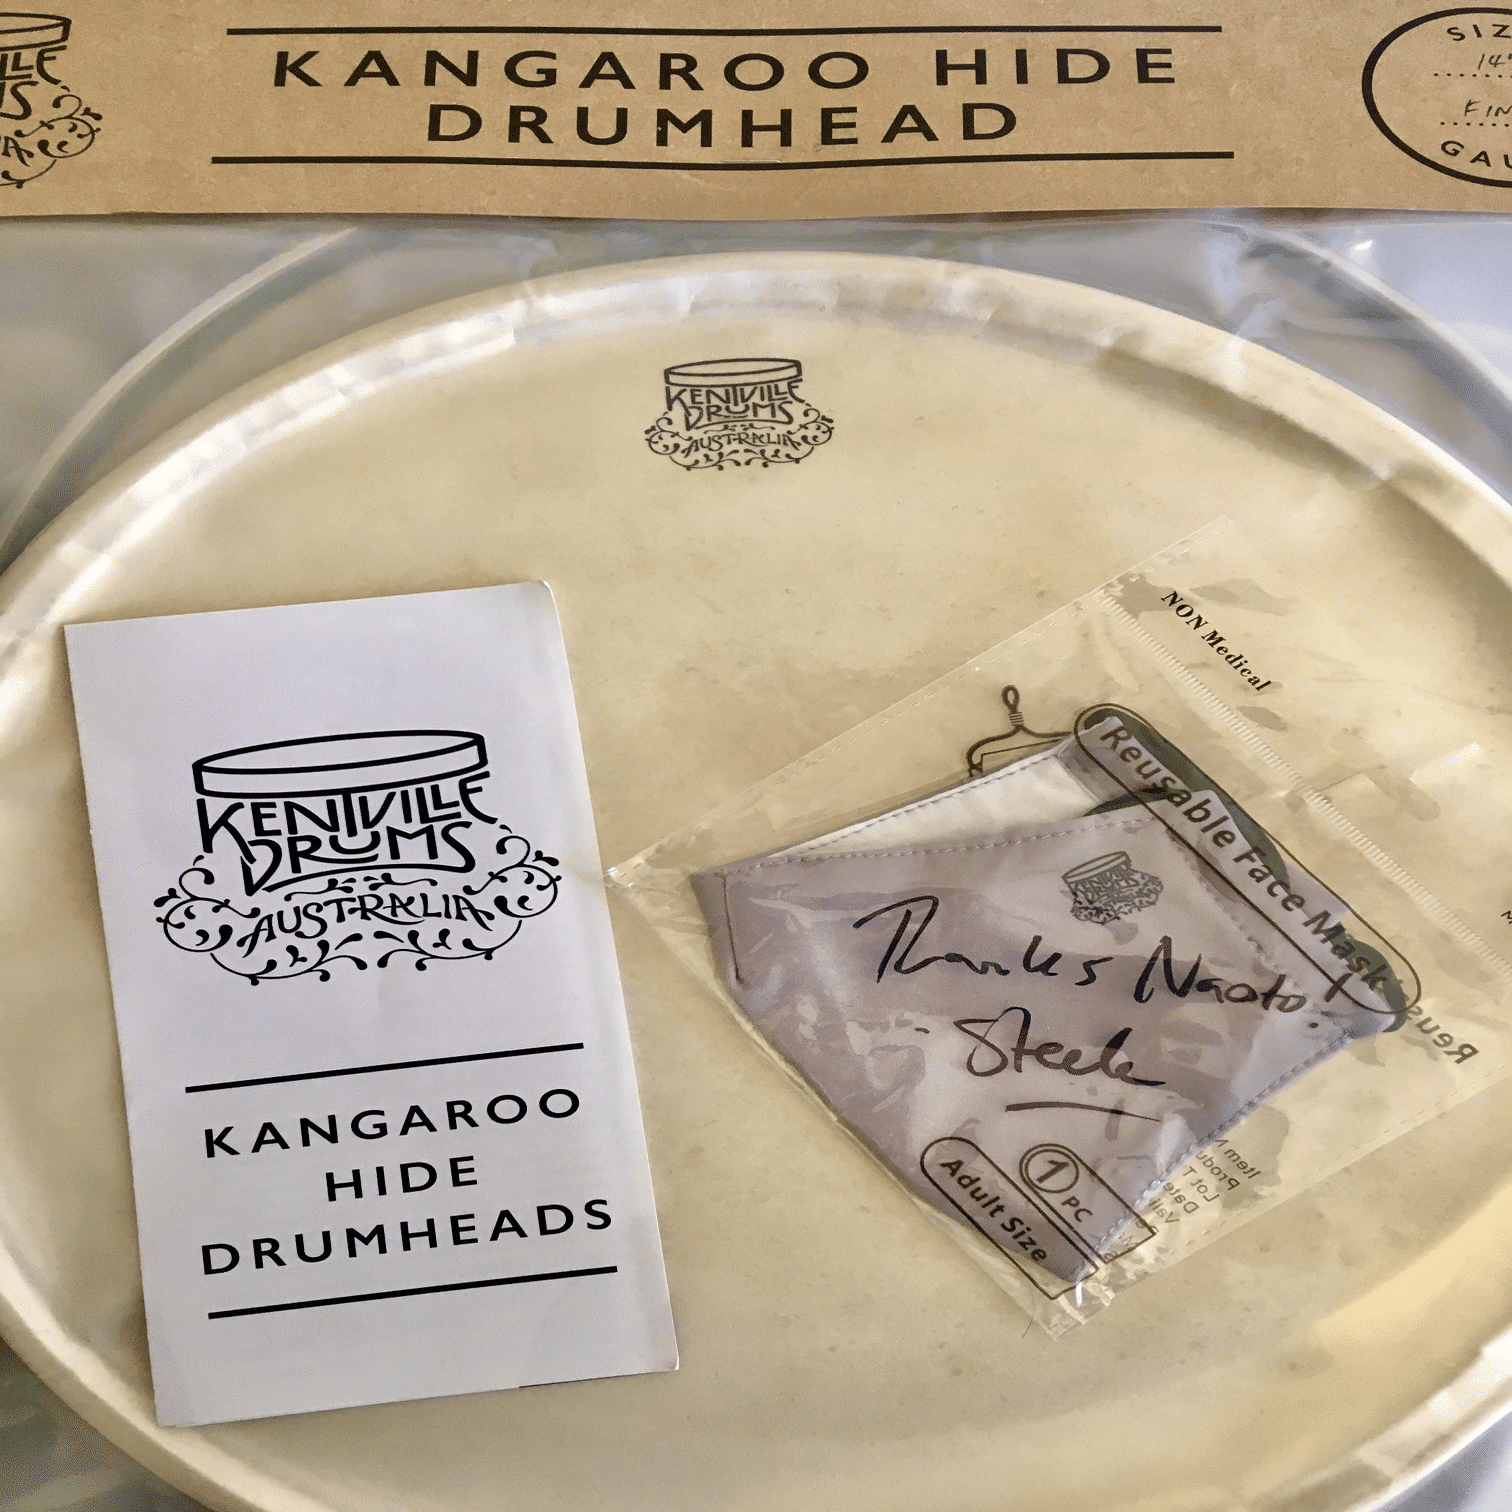 KANGAROO HIDE
DRUMHEAD
KENTVILLE
DRUMS
AUSTRALIA
NON Medical
Reusable Face Mask
KENTVILLE
DRUMS
AUSTRALIA
Thanks Naoto!
Steele
1 PC
Adult Size
KANGAROO
HIDE
DRUMHEADS